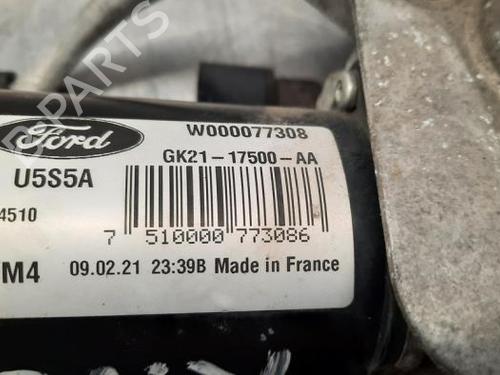 Ford
W000077308
GK21-17500-AA
U5S5A
4510
7 510000 773086
M4 09.02.21 23:39B Made in France